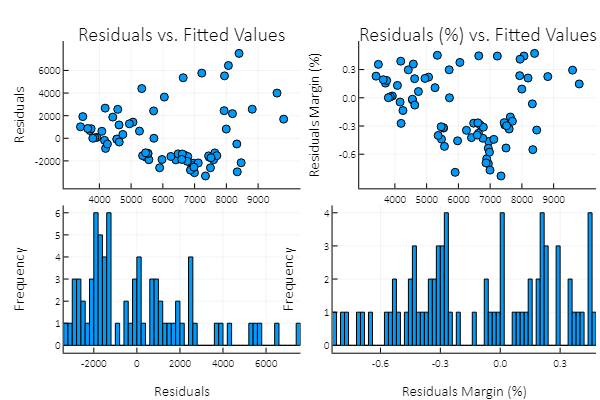 Residuals vs. Fitted Values
Residuals
6000
4000
2000
0
-2000
4000 5000 6000 7000 8000 9000
Residuals (%) vs. Fitted Values
Residuals Margin (%)
0.3
0.0
-0.3
-0.6
4000 5000 6000 7000 8000 9000
Frequency
6
5
4
3
2
1
0
-2000 0 2000 4000 6000
Residuals
Frequency
4
3
2
1
0
-0.6 -0.3 0.0 0.3
Residuals Margin (%)